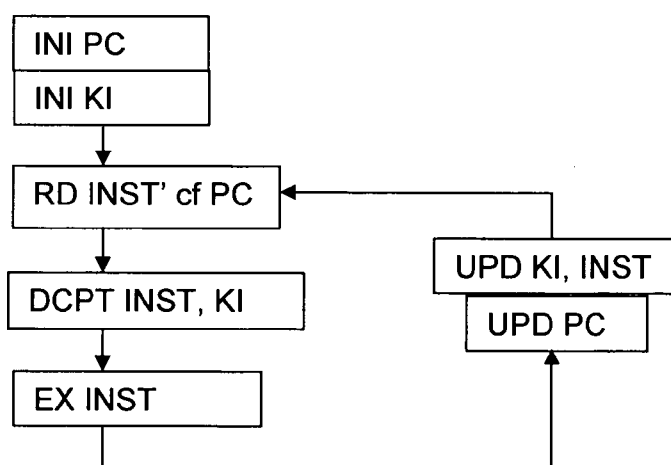 INI PC
INI KI
RD INST' cf PC
DCPT INST, KI
EX INST
UPD KI, INST
UPD PC